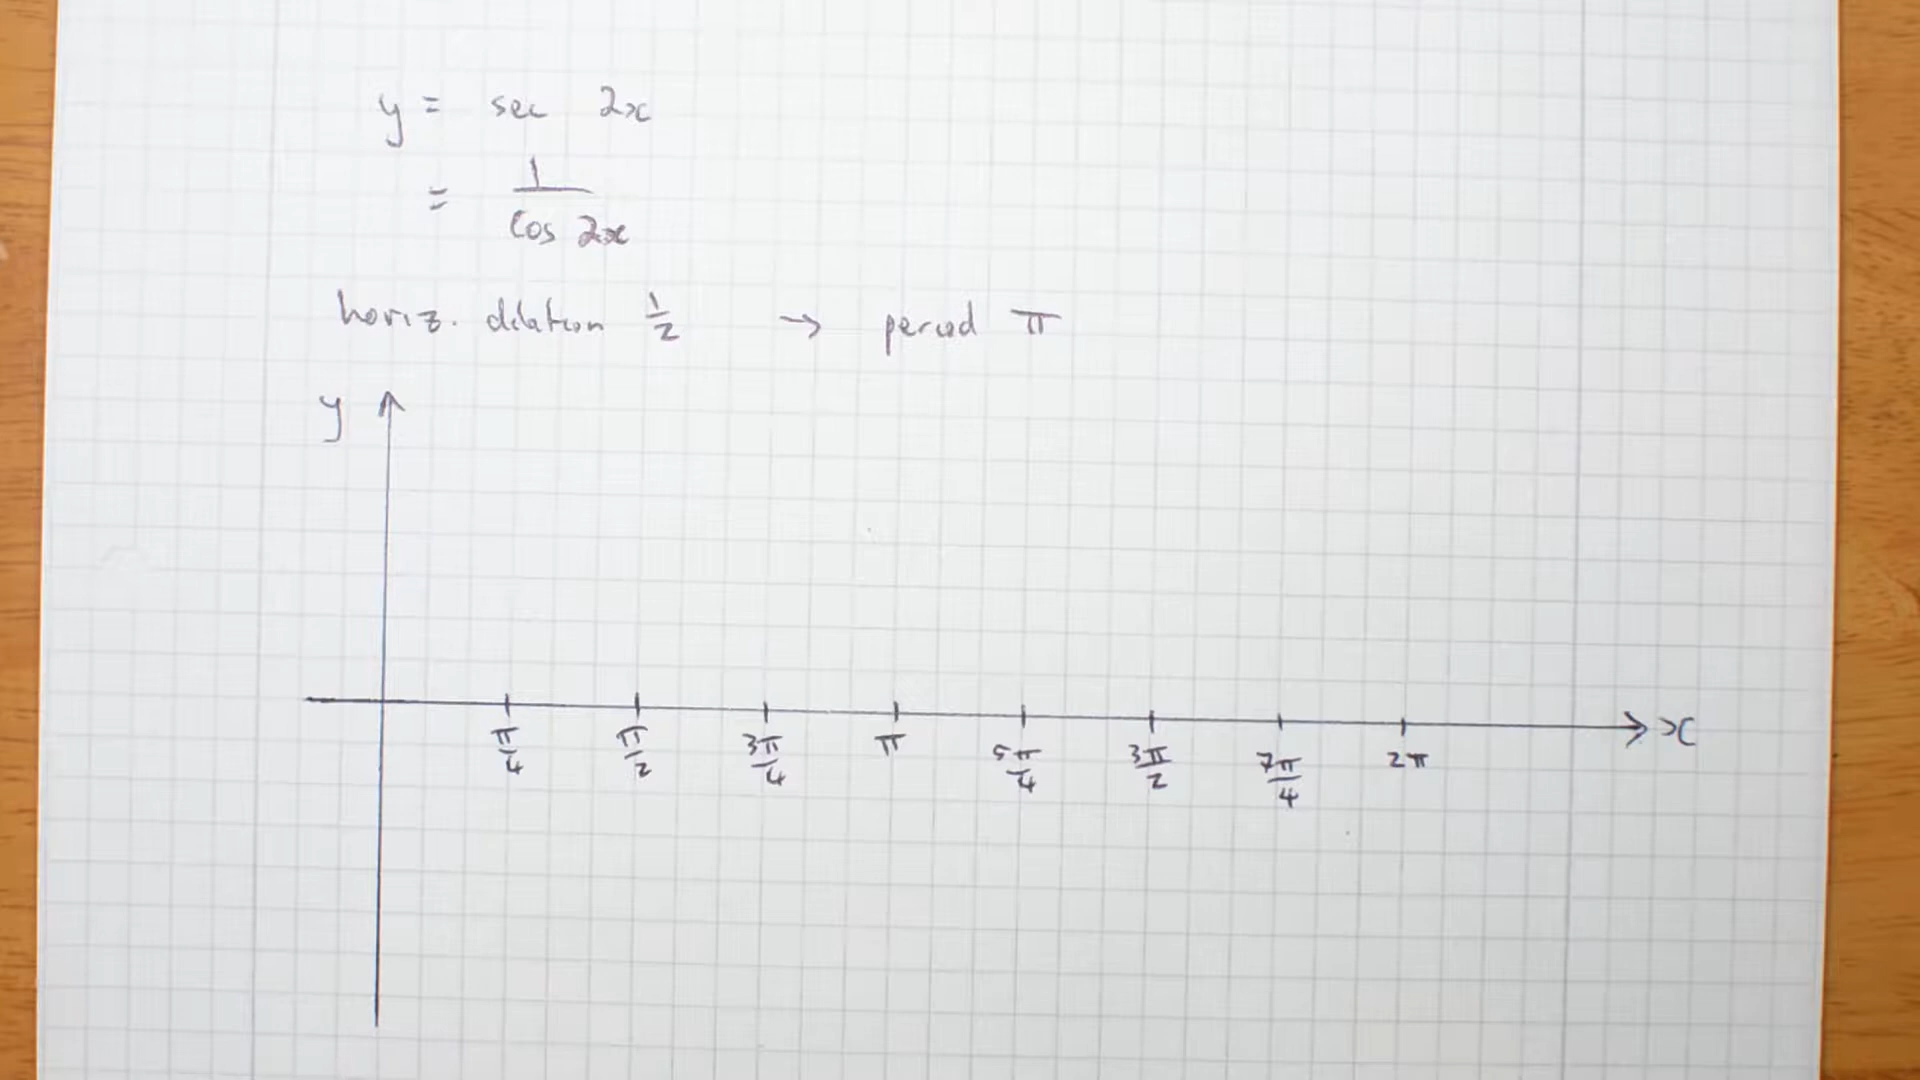 y = sec 2x
= 1/cos 2x
horiz. dilation 1/2 → period π
y
π/4 π/2 3π/4 π 5π/4 3π/2 7π/4 2π x